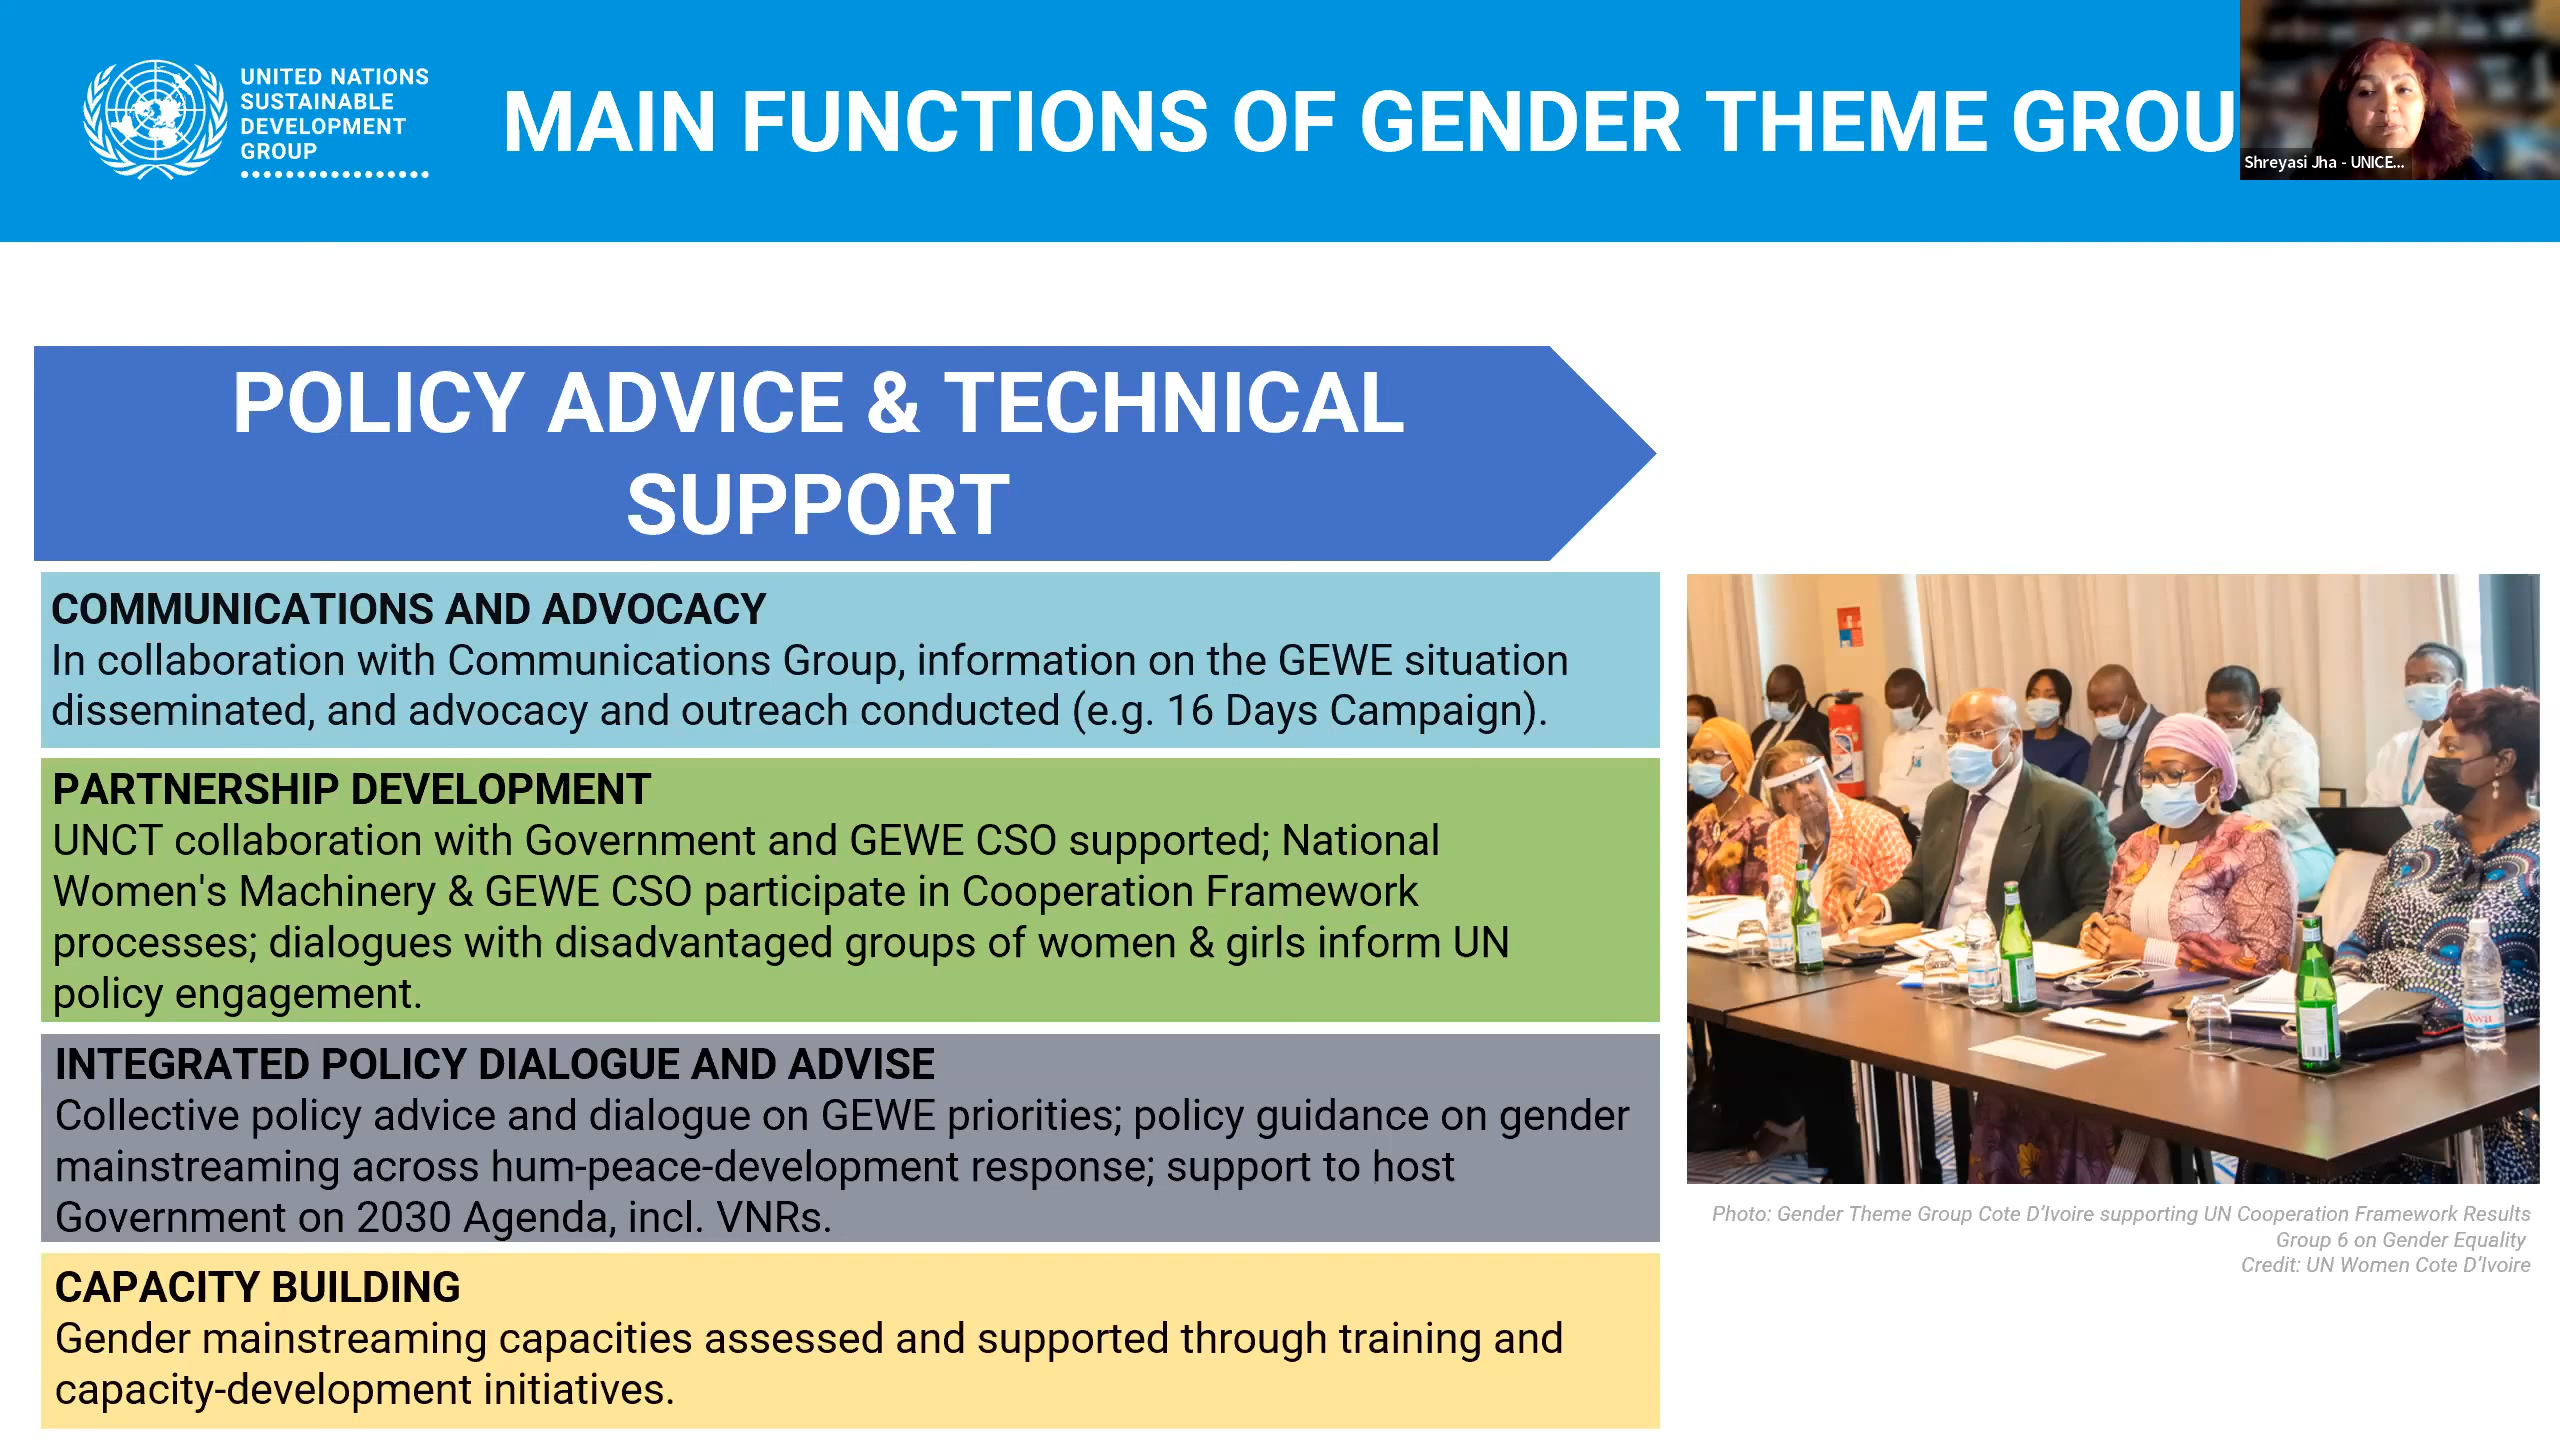 UNITED NATIONS
SUSTAINABLE
DEVELOPMENT
GROUP
MAIN FUNCTIONS OF GENDER THEME GROU
Shreyasi Jha - UNICE...
POLICY ADVICE & TECHNICAL
SUPPORT
COMMUNICATIONS AND ADVOCACY
In collaboration with Communications Group, information on the GEWE situation
disseminated, and advocacy and outreach conducted (e.g. 16 Days Campaign).
PARTNERSHIP DEVELOPMENT
UNCT collaboration with Government and GEWE CSO supported; National
Women's Machinery & GEWE CSO participate in Cooperation Framework
processes; dialogues with disadvantaged groups of women & girls inform UN
policy engagement.
INTEGRATED POLICY DIALOGUE AND ADVISE
Collective policy advice and dialogue on GEWE priorities; policy guidance on gender
mainstreaming across hum-peace-development response; support to host
Government on 2030 Agenda, incl. VNRs.
CAPACITY BUILDING
Gender mainstreaming capacities assessed and supported through training and
capacity-development initiatives.
Awa
Photo: Gender Theme Group Cote D'Ivoire supporting UN Cooperation Framework Results
Group 6 on Gender Equality
Credit: UN Women Cote D'Ivoire